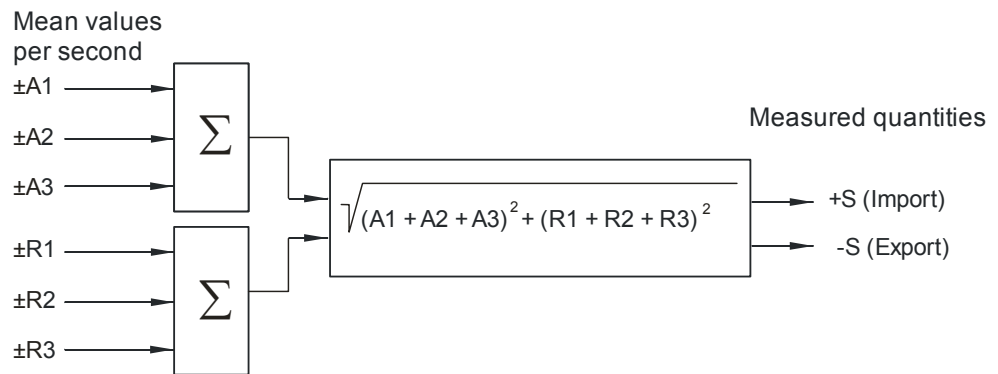 Mean values
per second
±A1
±A2
±A3
Σ
±R1
±R2
±R3
Σ
√(A1 + A2 + A3)² + (R1 + R2 + R3)²
Measured quantities
+S (Import)
-S (Export)